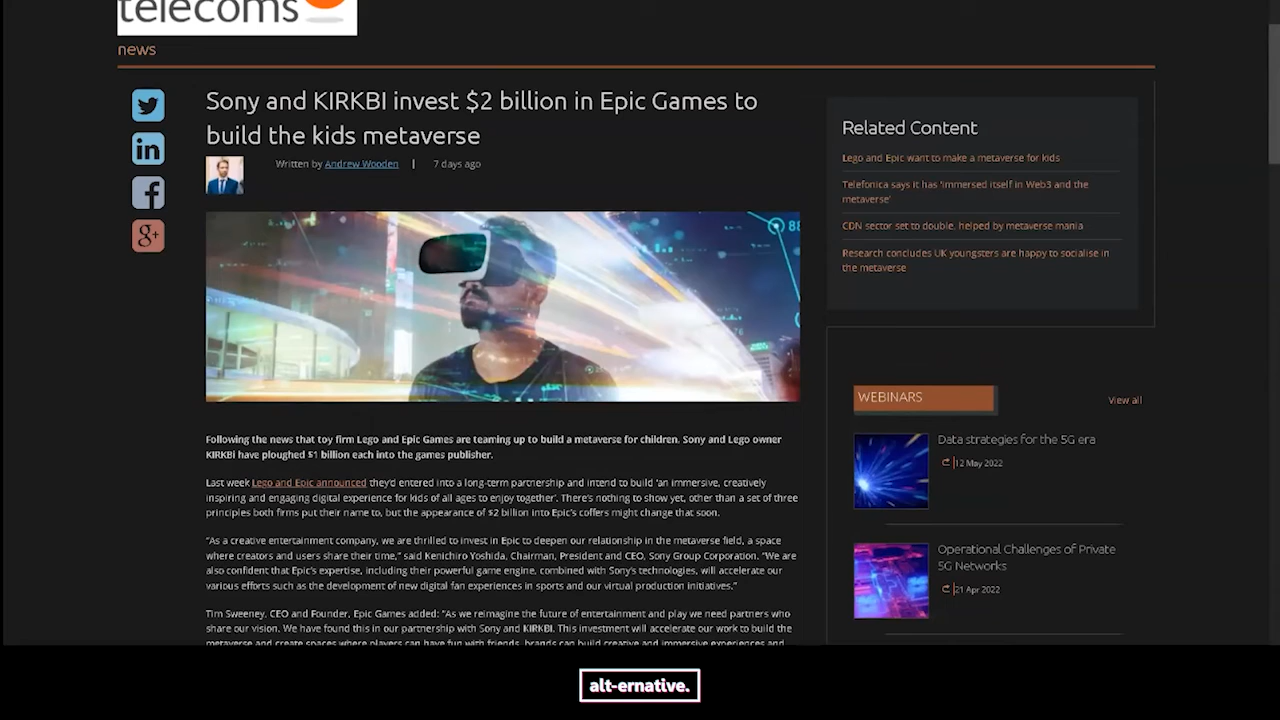 telecoms
news
Sony and KIRKBI invest $2 billion in Epic Games to
build the kids metaverse
Written by Andrew Wooden | 7 days ago
Following the news that toy firm Lego and Epic Games are teaming up to build a metaverse for children. Sony and Lego owner
KIRKBI have ploughed $1 billion each into the games publisher.
Last week Lego and Epic announced they'd entered into a long-term partnership and intend to build 'an immersive, creatively
inspiring and engaging digital experience for kids of all ages to enjoy together'. There's nothing to show yet, other than a set of three
principles both firms put their name to, but the appearance of $2 billion into Epic's coffers might change that soon.
"As a creative entertainment company, we are thrilled to invest in Epic to deepen our relationship in the metaverse field, a space
where creators and users share their time," said Kenichiro Yoshida, Chairman, President and CEO, Sony Group Corporation. "We are
also confident that Epic's expertise, including their powerful game engine, combined with Sony's technologies, will accelerate our
various efforts such as the development of new digital fan experiences in sports and our virtual production initiatives."
Tim Sweeney, CEO and Founder, Epic Games added: "As we reimagine the future of entertainment and play we need partners who
share our vision. We have found this in our partnership with Sony and KIRKBI. This investment will accelerate our work to build the
metaverse and create spaces where players can have fun with friends, brands can build creative and immersive experiences and
Related Content
Lego and Epic want to make a metaverse for kids
Telefonica says it has 'immersed itself in Web3 and the
metaverse'
CDN sector set to double, helped by metaverse mania
Research concludes UK youngsters are happy to socialise in
the metaverse
WEBINARS
View all
Data strategies for the 5G era
12 May 2022
Operational Challenges of Private
5G Networks
21 Apr 2022
alt-ernative.